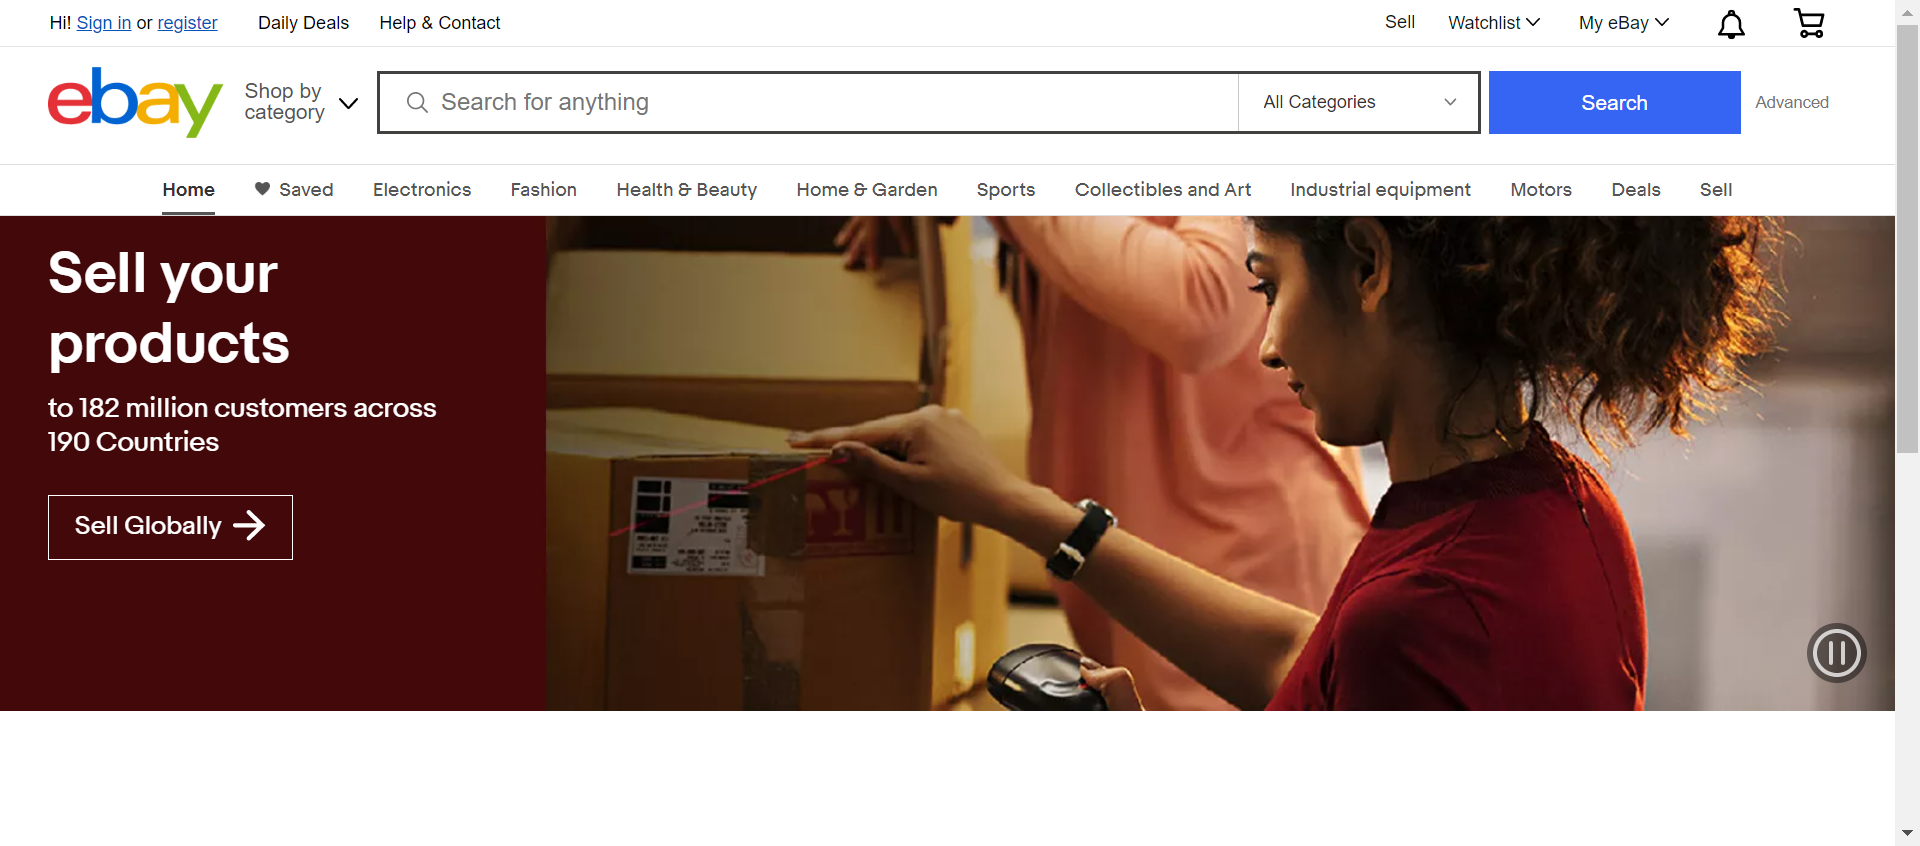 Hi! Sign in or register
Daily Deals
Help & Contact
Sell
Watchlist
My eBay
ebay
Shop by
category
Search for anything
All Categories
Search
Advanced
Home
Saved
Electronics
Fashion
Health & Beauty
Home & Garden
Sports
Collectibles and Art
Industrial equipment
Motors
Deals
Sell
Sell your
products
to 182 million customers across
190 Countries
Sell Globally